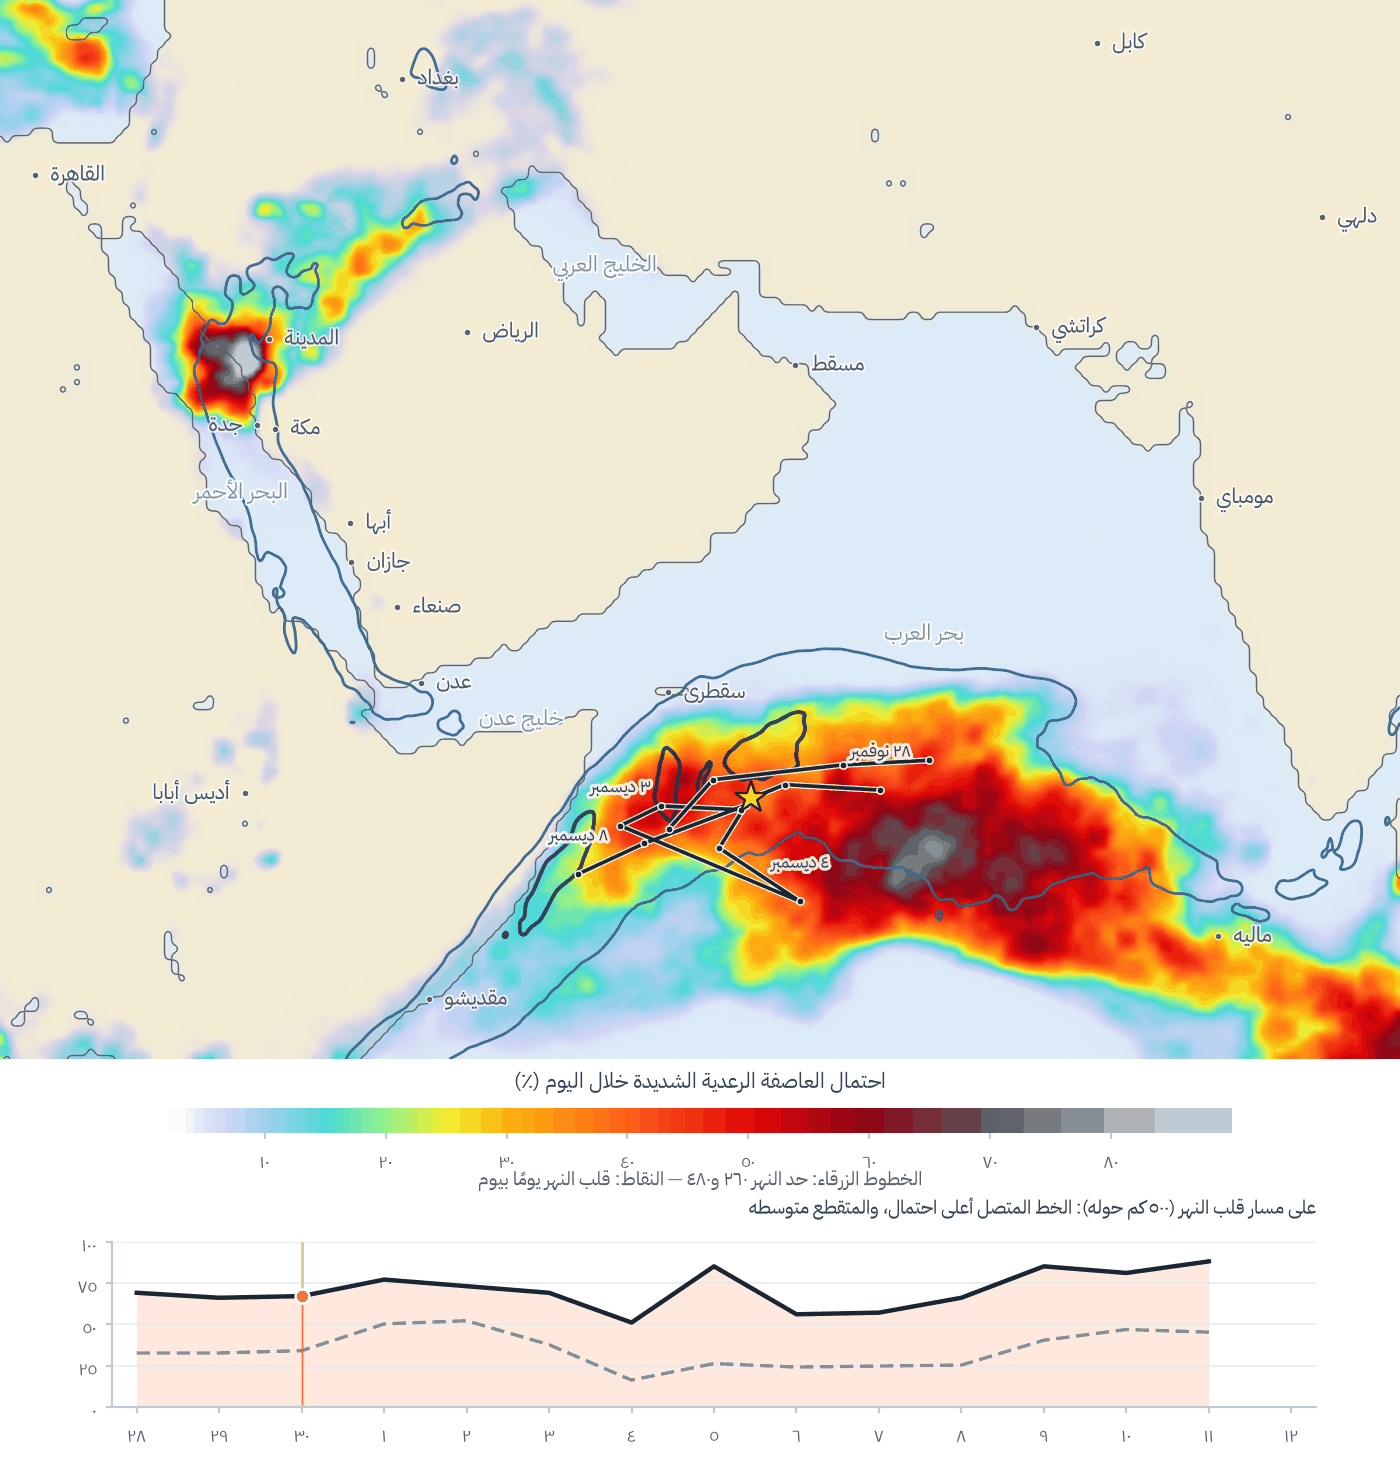 كابل
بغداد
القاهرة
دلهي
الخليج العربي
كراتشي
الرياض
المدينة
مسقط
جدة
مكة
البحر الأحمر
مومباي
أبها
جازان
صنعاء
بحر العرب
عدن
سقطرى
خليج عدن
٢٨ نوفمبر
٣ ديسمبر
أديس أبابا
٨ ديسمبر
٤ ديسمبر
ماليه
مقديشو
احتمال العاصفة الرعدية الشديدة خلال اليوم (٪)
١٠ ٢٠ ٣٠ ٤٠ ٥٠ ٦٠ ٧٠ ٨٠
الخطوط الزرقاء: حد النهر ٢٦٠ و٤٨٠ — النقاط: قلب النهر يومًا بيوم
على مسار قلب النهر (٥٠٠ كم حوله): الخط المتصل أعلى احتمال، والمتقطع متوسطه
١٠٠
٧٥
٥٠
٢٥
٠
٢٨ ٢٩ ٣٠ ١ ٢ ٣ ٤ ٥ ٦ ٧ ٨ ٩ ١٠ ١١ ١٢